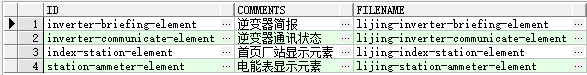 ID COMMENTS FILENAME
1 inverter-briefing-element ··· 逆变器简报 ··· lijing-inverter-briefing-element
2 inverter-communicate-element ··· 逆变器通讯状态 ··· lijing-inverter-communicate-element
3 index-station-element ··· 首页厂站显示元素 ··· lijing-index-station-element
4 station-ammeter-element ··· 电能表显示元素 ··· lijing-station-ammeter-element